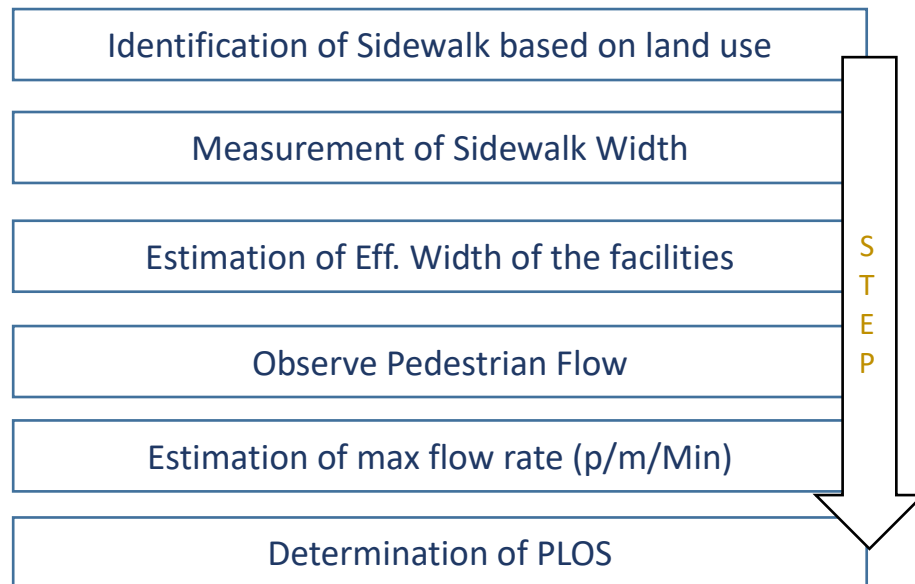 Identification of Sidewalk based on land use
Measurement of Sidewalk Width
Estimation of Eff. Width of the facilities
Observe Pedestrian Flow
Estimation of max flow rate (p/m/Min)
Determination of PLOS
S
T
E
P